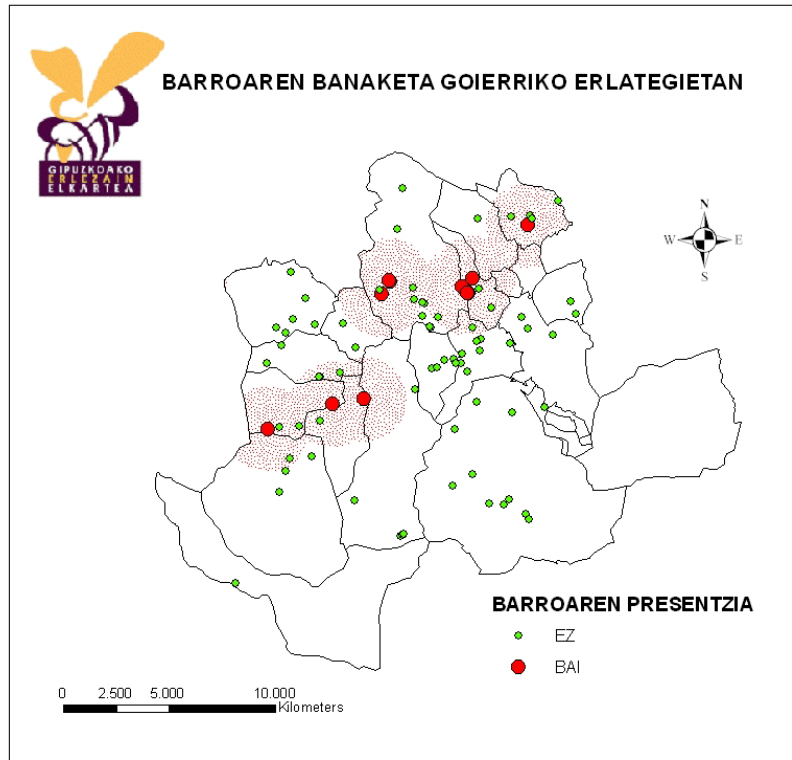 BARROAREN BANAKETA GOIERRIKO ERLATEGIETAN
GIPUZKOAKO
ERLEZAIN
ELKARTEA
N
W E
S
BARROAREN PRESENTZIA
EZ
BAI
0 2.500 5.000 10.000
Kilometers